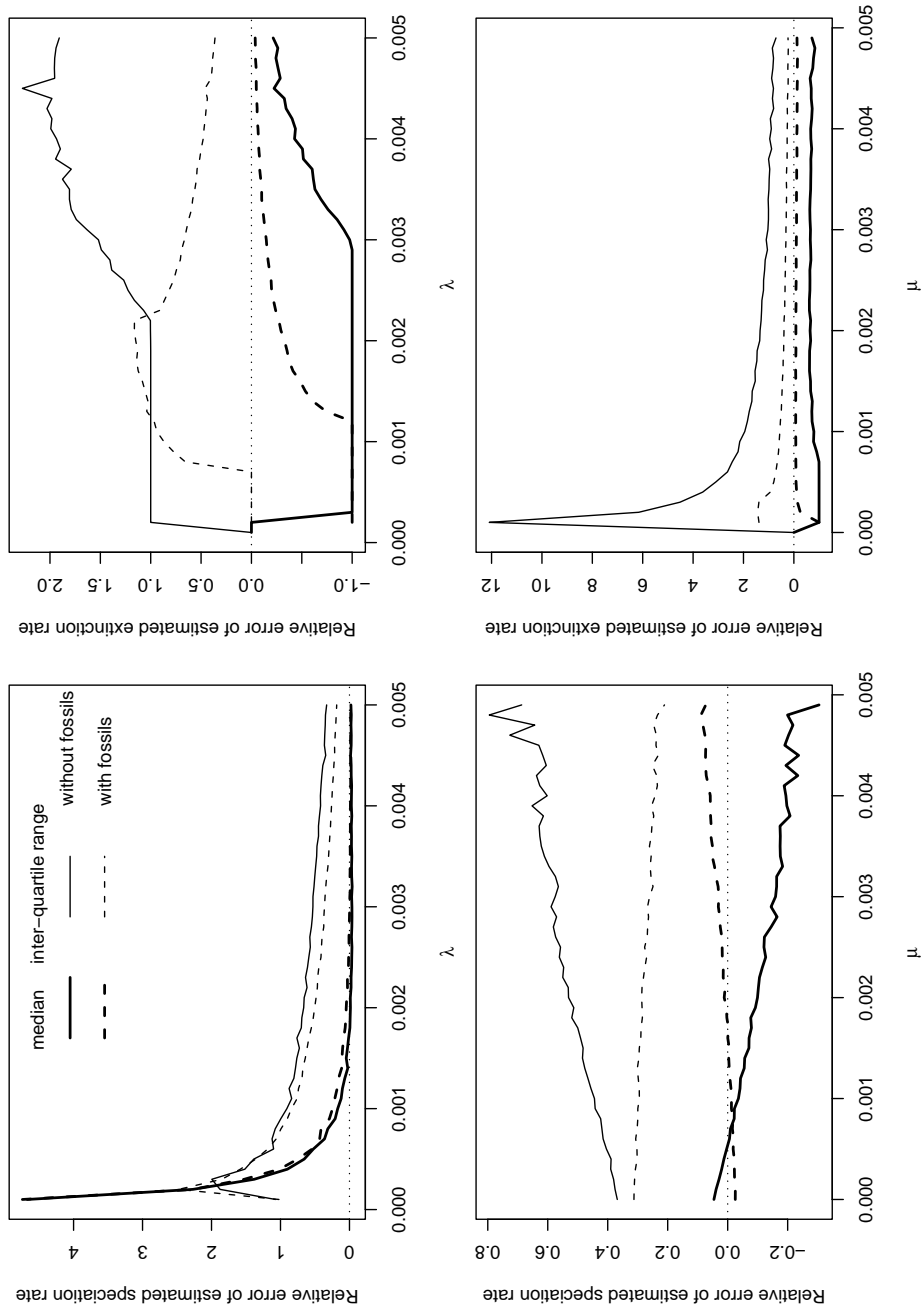 Relative error of estimated speciation rate
0 1 2 3 4
median inter−quartile range
without fossils
with fossils
0.000 0.001 0.002 0.003 0.004 0.005
λ
Relative error of estimated extinction rate
−1.0 0.0 0.5 1.0 1.5 2.0
0.000 0.001 0.002 0.003 0.004 0.005
λ
Relative error of estimated speciation rate
−0.2 0.0 0.2 0.4 0.6 0.8
0.000 0.001 0.002 0.003 0.004 0.005
μ
Relative error of estimated extinction rate
0 2 4 6 8 10 12
0.000 0.001 0.002 0.003 0.004 0.005
μ